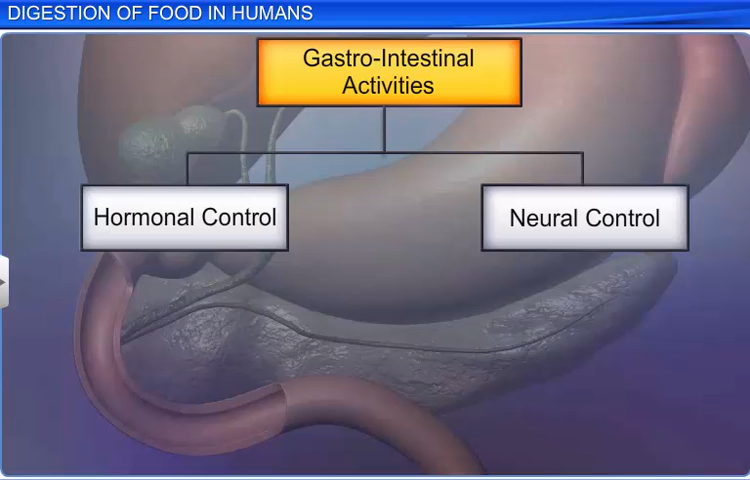 DIGESTION OF FOOD IN HUMANS
Gastro-Intestinal
Activities
Hormonal Control
Neural Control